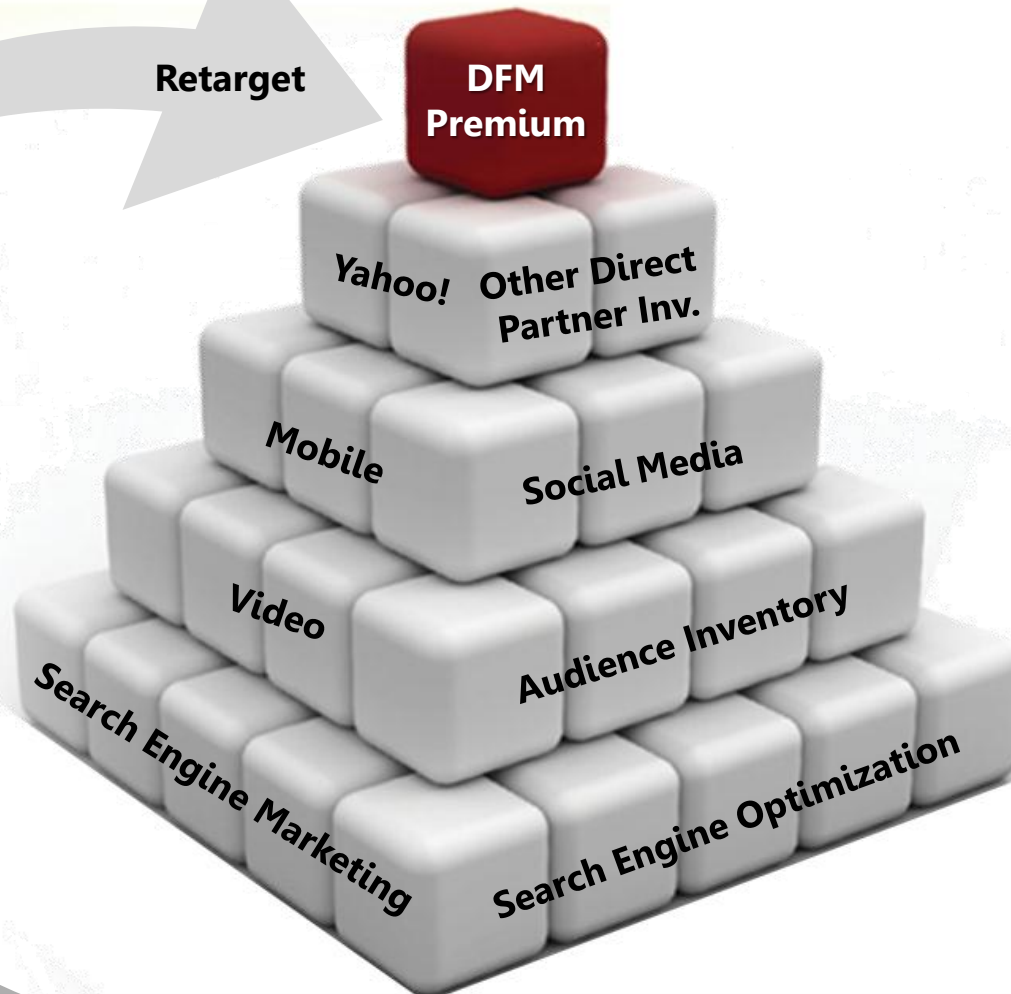 Retarget
DFM
Premium
Yahoo!
Other Direct
Partner Inv.
Mobile
Social Media
Video
Audience Inventory
Search Engine Marketing
Search Engine Optimization